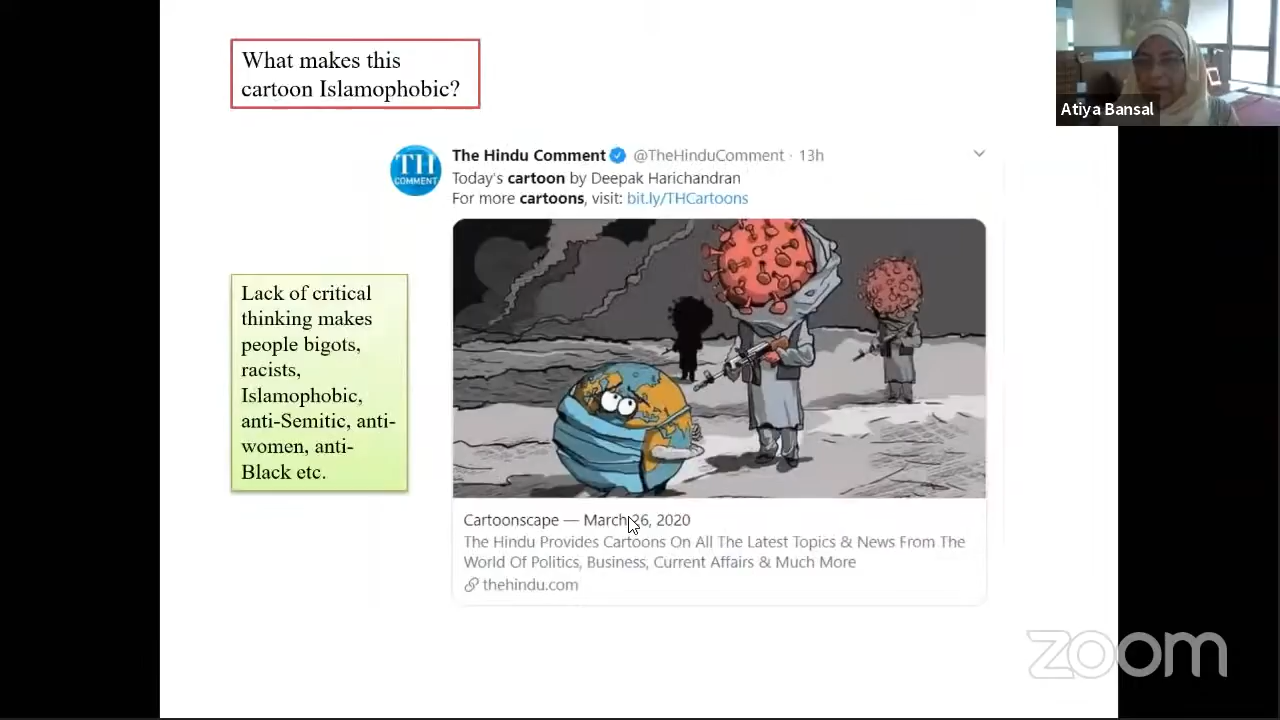 What makes this
cartoon Islamophobic?
Atiya Bansal
TH
COMMENT
The Hindu Comment @TheHinduComment · 13h
Today's cartoon by Deepak Harichandran
For more cartoons, visit: bit.ly/THCartoons
Lack of critical
thinking makes
people bigots,
racists,
Islamophobic,
anti-Semitic, anti-
women, anti-
Black etc.
Cartoonscape — March 26, 2020
The Hindu Provides Cartoons On All The Latest Topics & News From The
World Of Politics, Business, Current Affairs & Much More
thehindu.com
zoom